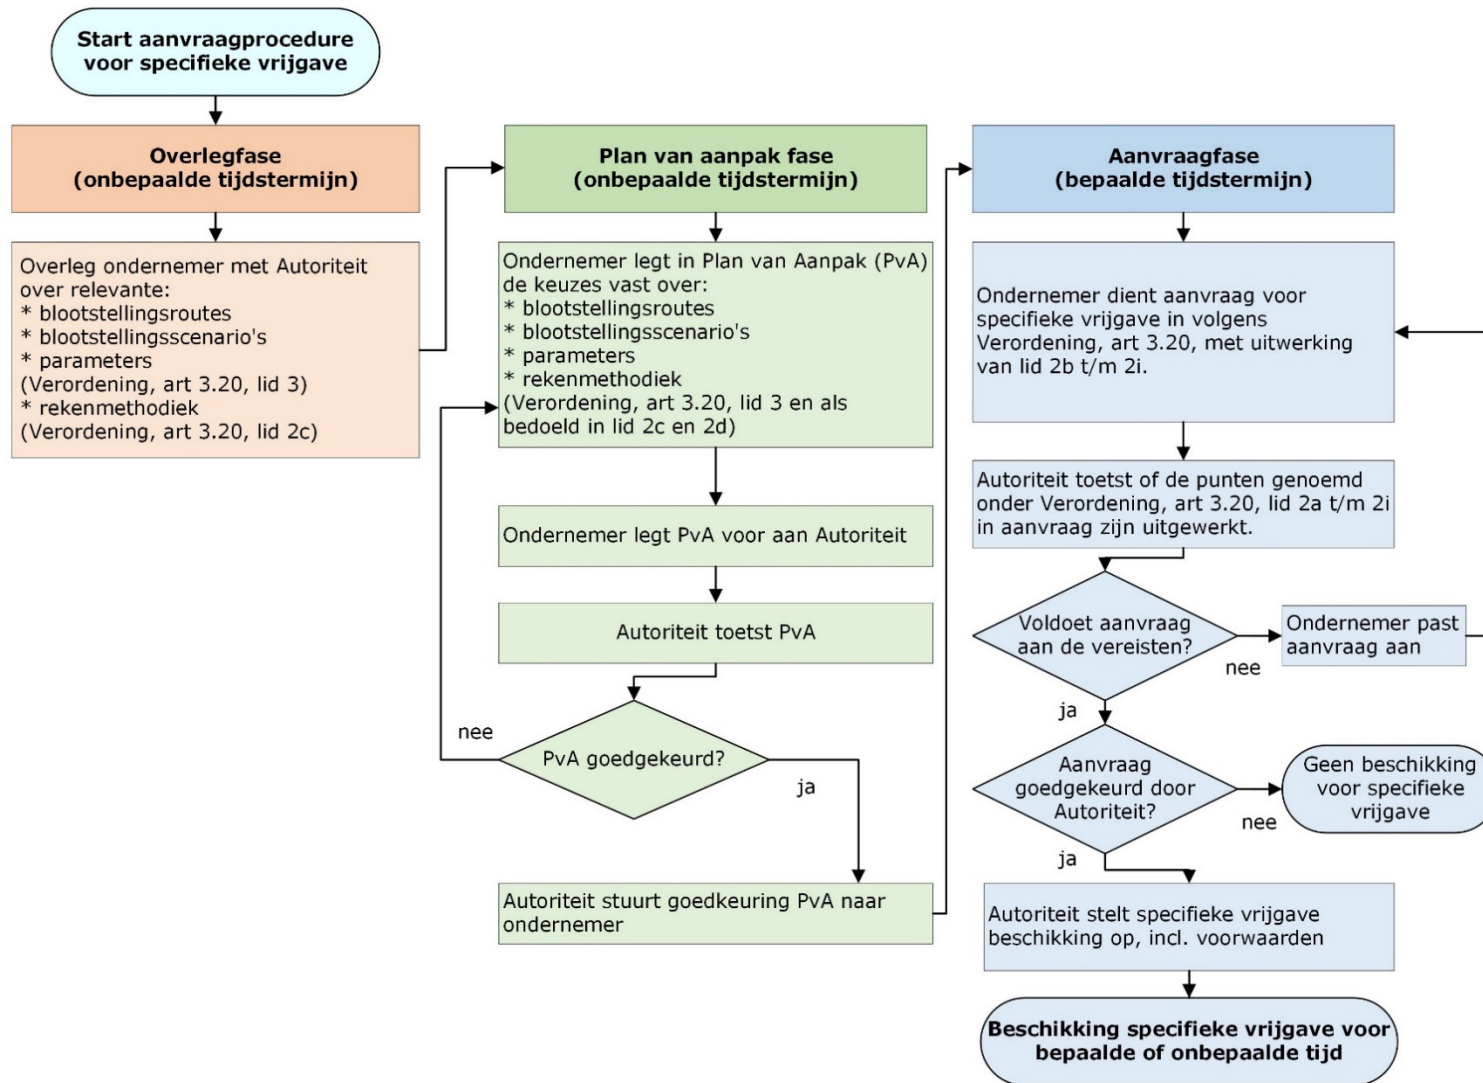 Start aanvraagprocedure
voor specifieke vrijgave
Overlegfase
(onbepaalde tijdstermijn)
Overleg ondernemer met Autoriteit
over relevante:
* blootstellingsroutes
* blootstellingsscenario's
* parameters
(Verordening, art 3.20, lid 3)
* rekenmethodiek
(Verordening, art 3.20, lid 2c)
Plan van aanpak fase
(onbepaalde tijdstermijn)
Ondernemer legt in Plan van Aanpak (PvA)
de keuzes vast over:
* blootstellingsroutes
* blootstellingsscenario's
* parameters
* rekenmethodiek
(Verordening, art 3.20, lid 3 en als
bedoeld in lid 2c en 2d)
Ondernemer legt PvA voor aan Autoriteit
Autoriteit toetst PvA
PvA goedgekeurd?
nee
ja
Autoriteit stuurt goedkeuring PvA naar
ondernemer
Aanvraagfase
(bepaalde tijdstermijn)
Ondernemer dient aanvraag voor
specifieke vrijgave in volgens
Verordening, art 3.20, met uitwerking
van lid 2b t/m 2i.
Autoriteit toetst of de punten genoemd
onder Verordening, art 3.20, lid 2a t/m 2i
in aanvraag zijn uitgewerkt.
Voldoet aanvraag
aan de vereisten?
nee
Ondernemer past
aanvraag aan
ja
Aanvraag
goedgekeurd door
Autoriteit?
nee
Geen beschikking
voor specifieke
vrijgave
ja
Autoriteit stelt specifieke vrijgave
beschikking op, incl. voorwaarden
Beschikking specifieke vrijgave voor
bepaalde of onbepaalde tijd